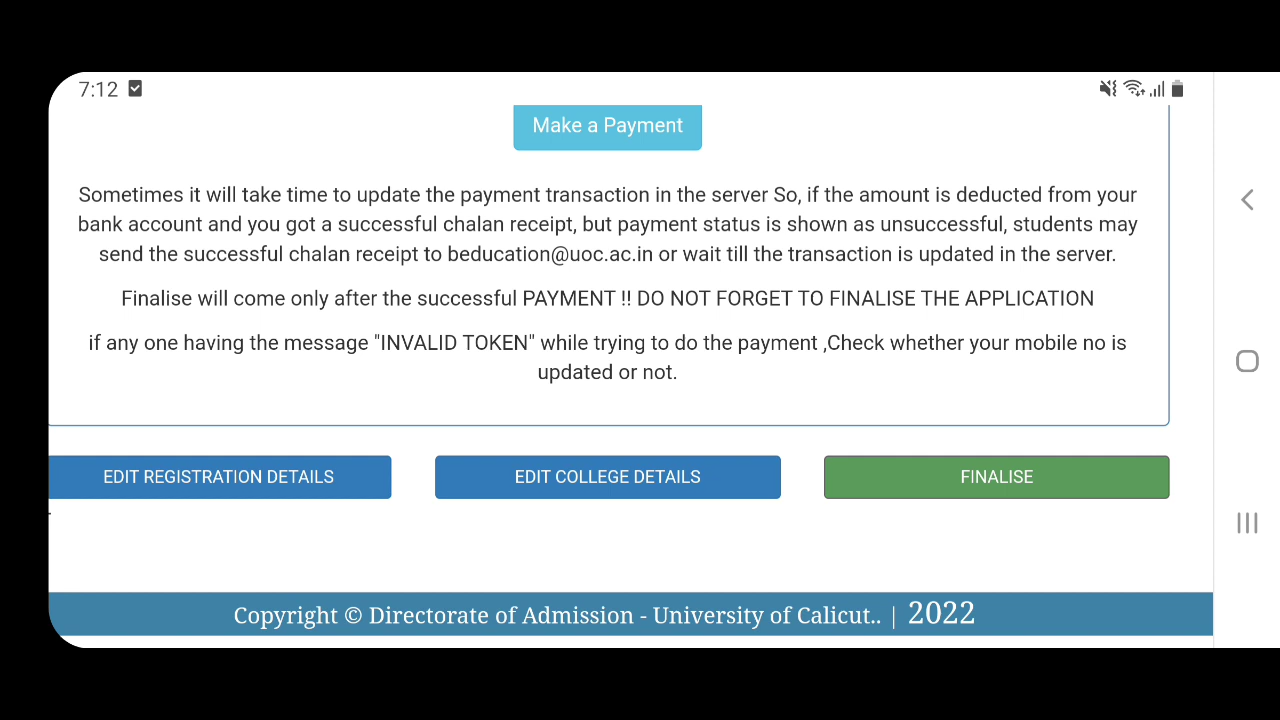 7:12
Make a Payment
Sometimes it will take time to update the payment transaction in the server So, if the amount is deducted from your
bank account and you got a successful chalan receipt, but payment status is shown as unsuccessful, students may
send the successful chalan receipt to beducation@uoc.ac.in or wait till the transaction is updated in the server.
Finalise will come only after the successful PAYMENT !! DO NOT FORGET TO FINALISE THE APPLICATION
if any one having the message "INVALID TOKEN" while trying to do the payment ,Check whether your mobile no is
updated or not.
EDIT REGISTRATION DETAILS
EDIT COLLEGE DETAILS
FINALISE
Copyright © Directorate of Admission - University of Calicut.. | 2022